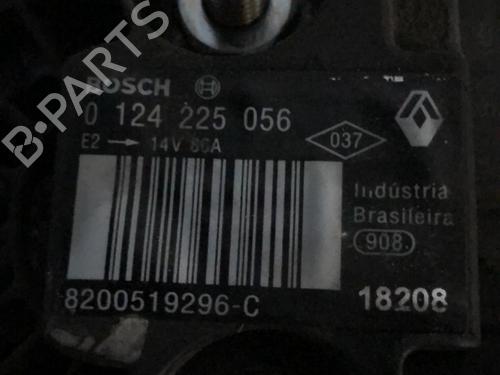 B-PARTS
BOSCH
0 124 225 056
E2 → 14V 80A
037
Indústria
Brasileira
908
8200519296-C
18208